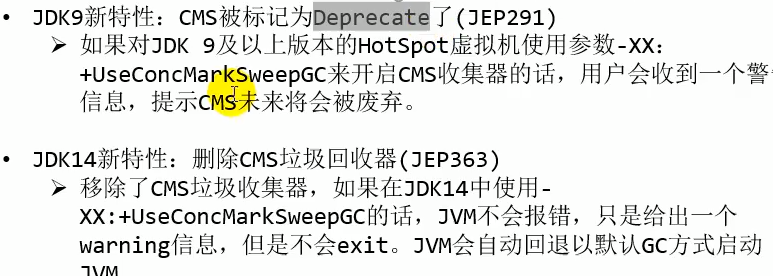 • JDK9新特性：CMS被标记为Deprecate了(JEP291)
➢ 如果对JDK 9及以上版本的HotSpot虚拟机使用参数-XX：
+UseConcMarkSweepGC来开启CMS收集器的话，用户会收到一个警告
信息，提示CMS未来将会被废弃。
• JDK14新特性：删除CMS垃圾回收器(JEP363)
➢ 移除了CMS垃圾收集器，如果在JDK14中使用-
XX:+UseConcMarkSweepGC的话，JVM不会报错，只是给出一个
warning信息，但是不会exit。JVM会自动回退以默认GC方式启动
JVM